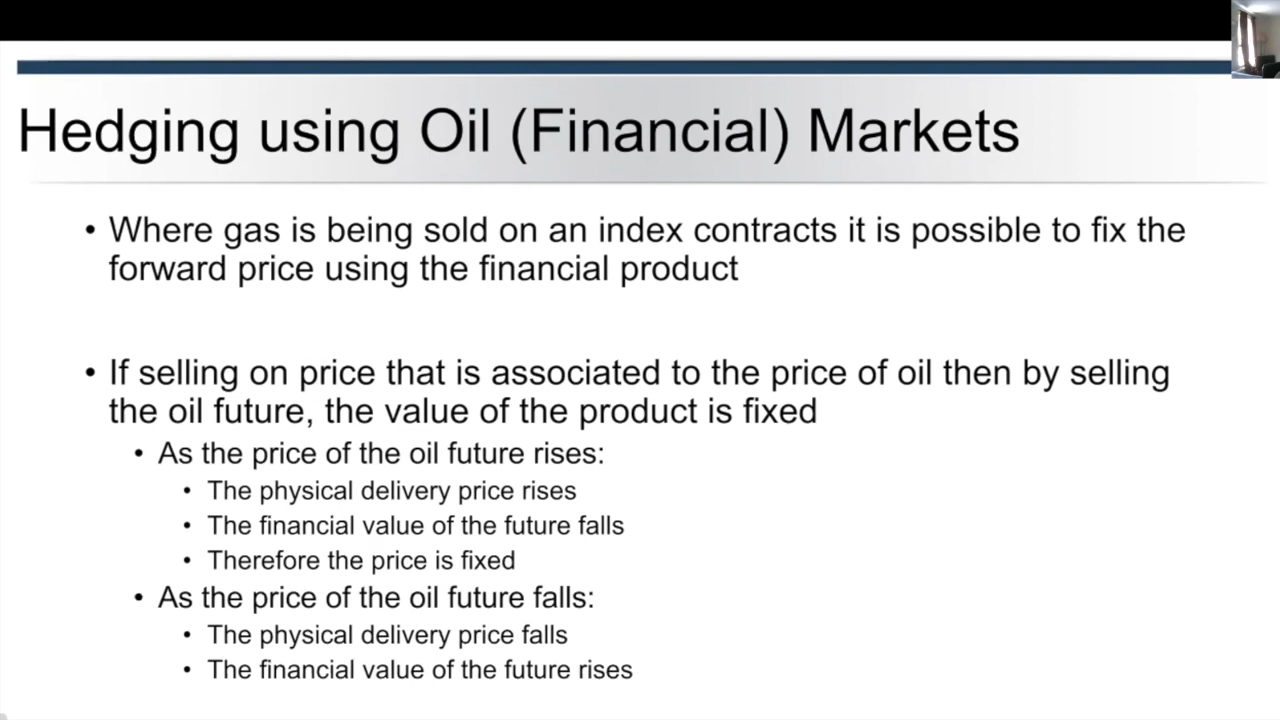 Hedging using Oil (Financial) Markets
• Where gas is being sold on an index contracts it is possible to fix the
forward price using the financial product
• If selling on price that is associated to the price of oil then by selling
the oil future, the value of the product is fixed
• As the price of the oil future rises:
• The physical delivery price rises
• The financial value of the future falls
• Therefore the price is fixed
• As the price of the oil future falls:
• The physical delivery price falls
• The financial value of the future rises